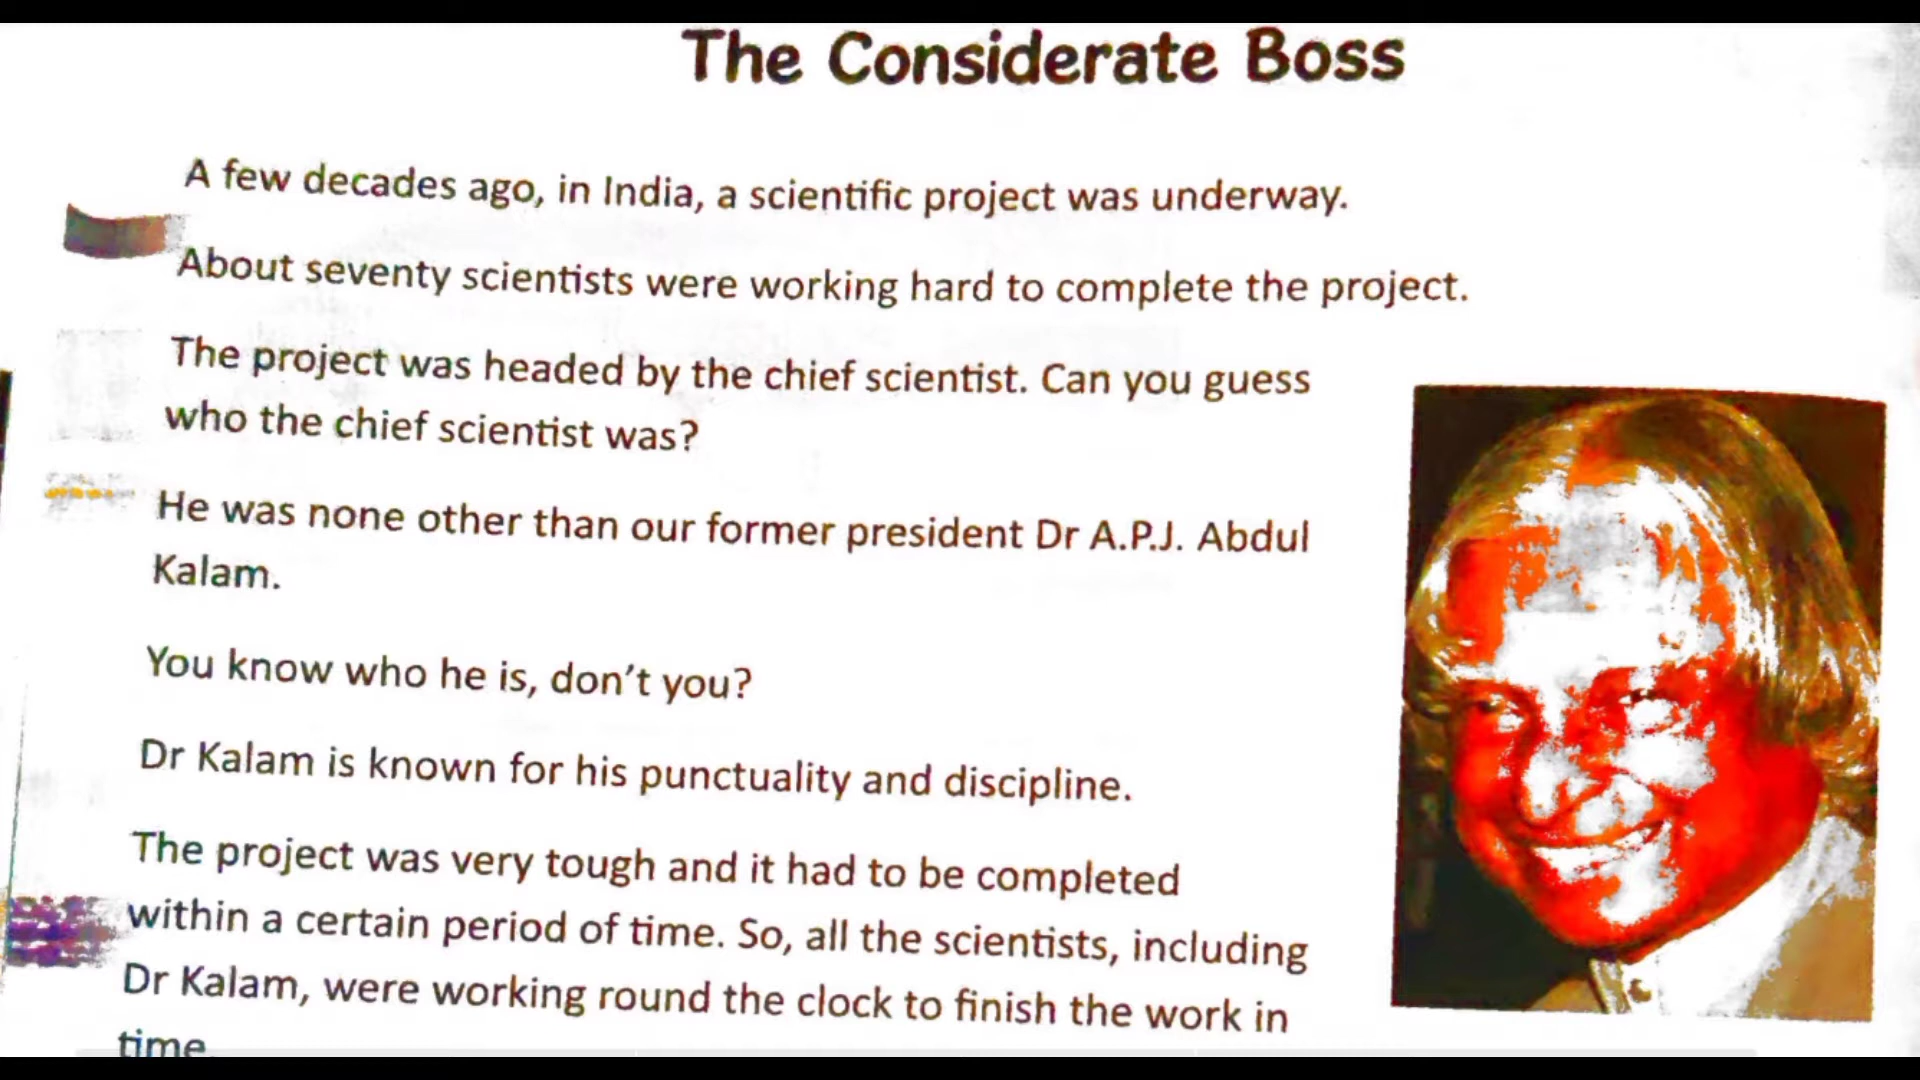 The Considerate Boss
A few decades ago, in India, a scientific project was underway.
About seventy scientists were working hard to complete the project.
The project was headed by the chief scientist. Can you guess
who the chief scientist was?
He was none other than our former president Dr A.P.J. Abdul
Kalam.
You know who he is, don't you?
Dr Kalam is known for his punctuality and discipline.
The project was very tough and it had to be completed
within a certain period of time. So, all the scientists, including
Dr Kalam, were working round the clock to finish the work in
time